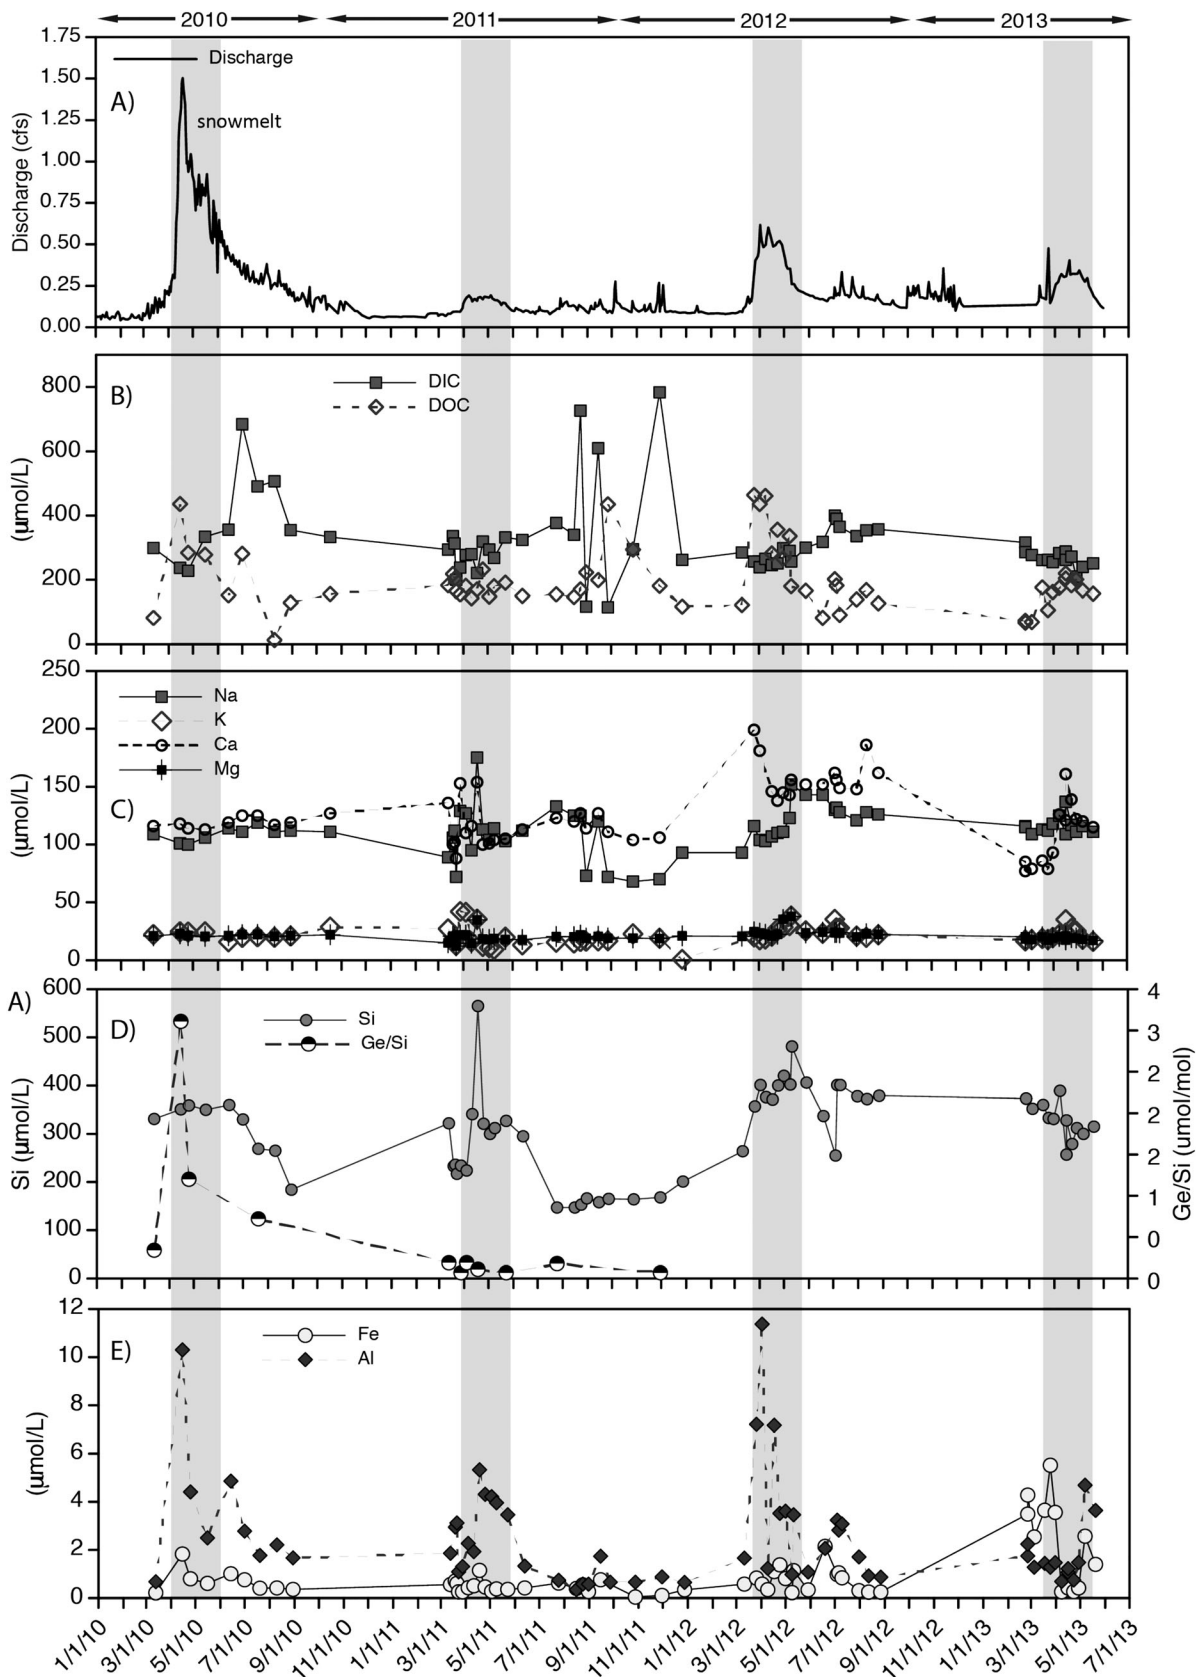 2010 2011 2012 2013
1.75
1.50
1.25
1.00
0.75
0.50
0.25
0.00
Discharge (cfs)
Discharge
A)
snowmelt
800
600
400
200
0
(µmol/L)
B)
DIC
DOC
250
200
150
100
50
0
(µmol/L)
Na
K
Ca
Mg
C)
A)
600
500
400
300
200
100
0
Si (µmol/L)
D)
Si
Ge/Si
4
3
2
2
2
1
0
0
Ge/Si (umol/mol)
12
10
8
6
4
2
0
(µmol/L)
E)
Fe
Al
1/1/10 3/1/10 5/1/10 7/1/10 9/1/10 11/1/10 1/1/11 3/1/11 5/1/11 7/1/11 9/1/11 11/1/11 1/1/12 3/1/12 5/1/12 7/1/12 9/1/12 11/1/12 1/1/13 3/1/13 5/1/13 7/1/13